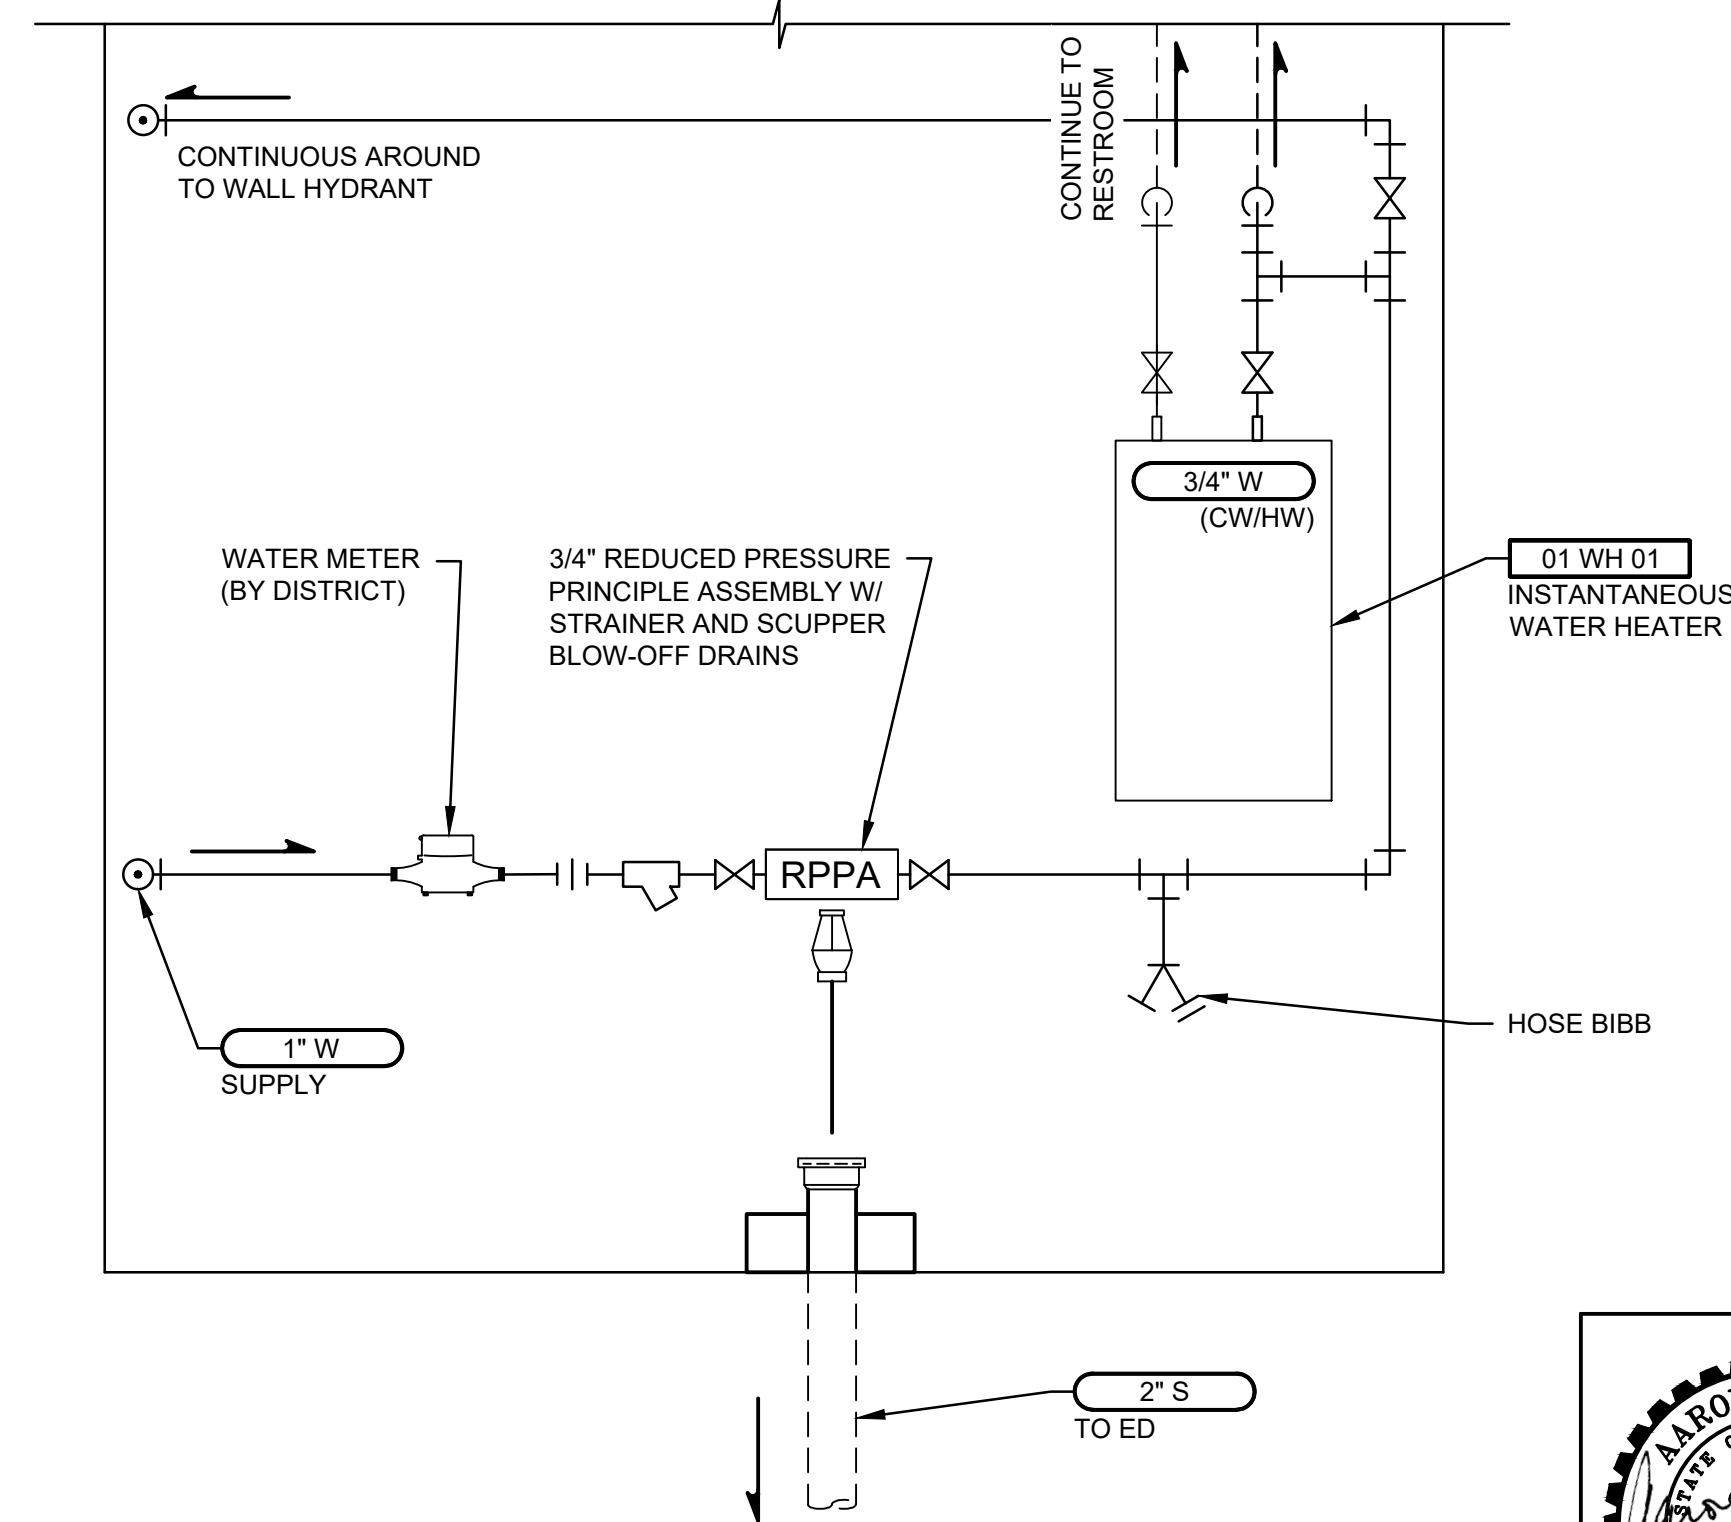 CONTINUE TO
RESTROOM
CONTINUOUS AROUND
TO WALL HYDRANT
3/4" W
(CW/HW)
WATER METER
(BY DISTRICT)
3/4" REDUCED PRESSURE
PRINCIPLE ASSEMBLY W/
STRAINER AND SCUPPER
BLOW-OFF DRAINS
01 WH 01
INSTANTANEOUS
WATER HEATER
RPPA
1" W
SUPPLY
HOSE BIBB
2" S
TO ED
STATE